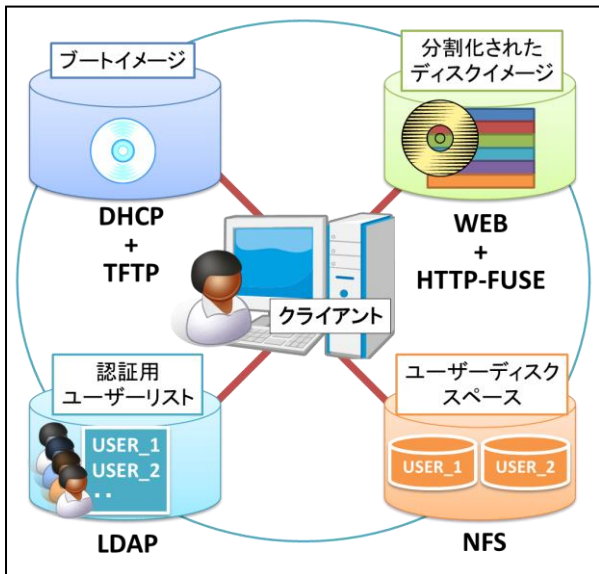 ブートイメージ
DHCP
+
TFTP
分割化された
ディスクイメージ
WEB
+
HTTP-FUSE
クライアント
認証用
ユーザーリスト
USER_1
USER_2
..
LDAP
ユーザーディスク
スペース
USER_1
USER_2
NFS